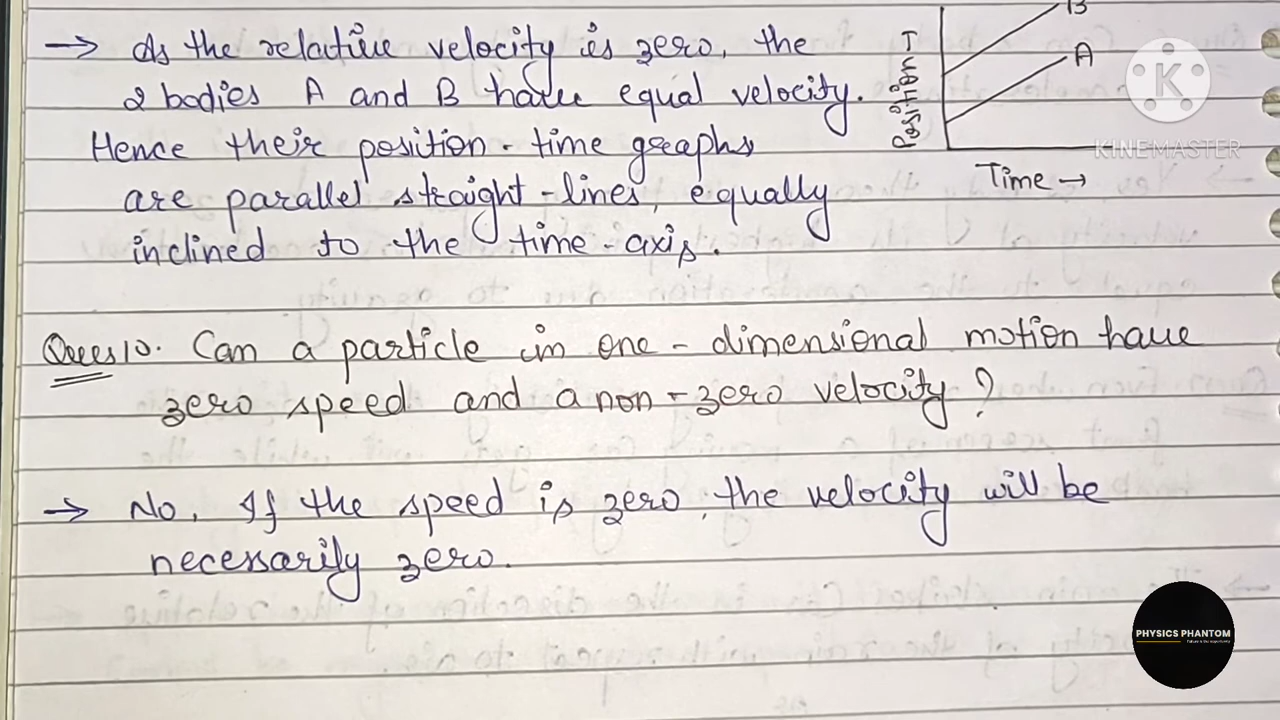 → As the relative velocity is zero, the
2 bodies A and B have equal velocity.
Hence their position-time graphs
are parallel straight-lines, equally
inclined to the time-axis.
B
A
Position →
Time →
KINEMASTER
Ques10. Can a particle in one-dimensional motion have
zero speed and a non-zero velocity?
→ No. If the speed is zero, the velocity will be
necessarily zero.
PHYSICS PHANTOM